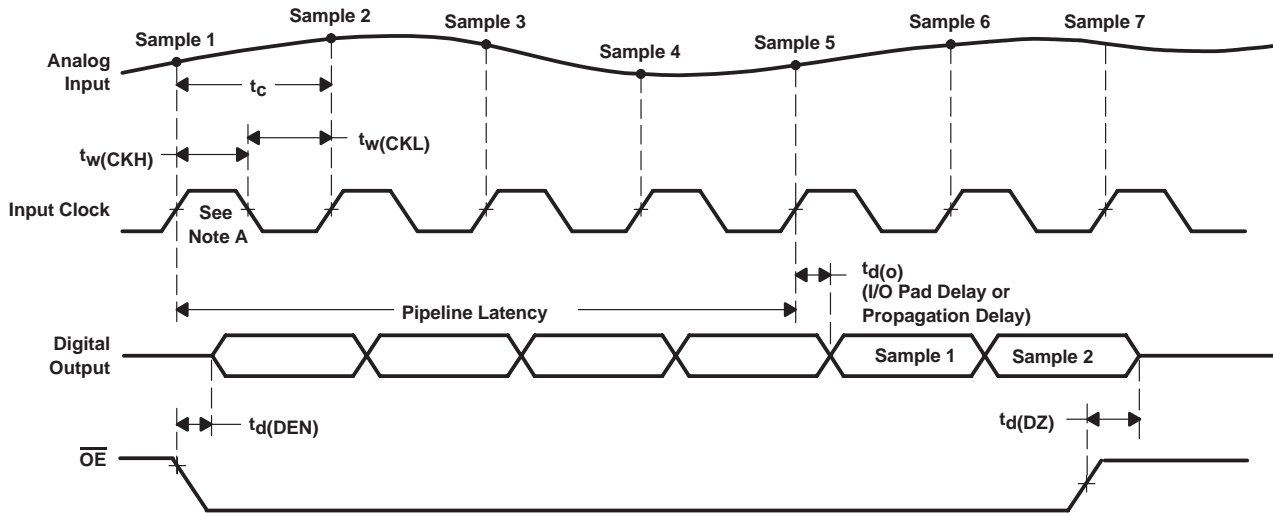 Sample 1
Sample 2
Sample 3
Sample 4
Sample 5
Sample 6
Sample 7
Analog
Input
tc
tw(CKH)
tw(CKL)
Input Clock
See
Note A
td(o)
(I/O Pad Delay or
Propagation Delay)
Pipeline Latency
Digital
Output
Sample 1
Sample 2
td(DEN)
td(DZ)
OE